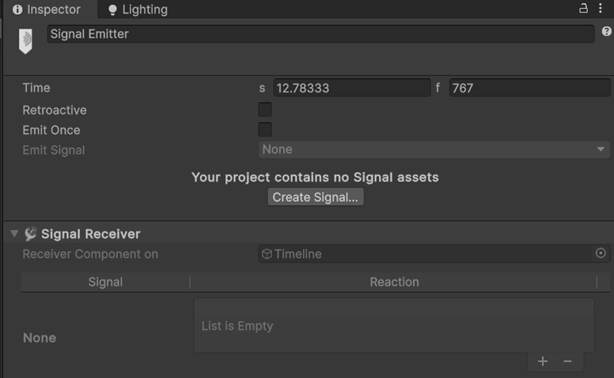 Inspector Lighting
Signal Emitter
Time s 12.78333 f 767
Retroactive
Emit Once
Emit Signal None
Your project contains no Signal assets
Create Signal...
Signal Receiver
Receiver Component on Timeline
Signal Reaction
List is Empty
None